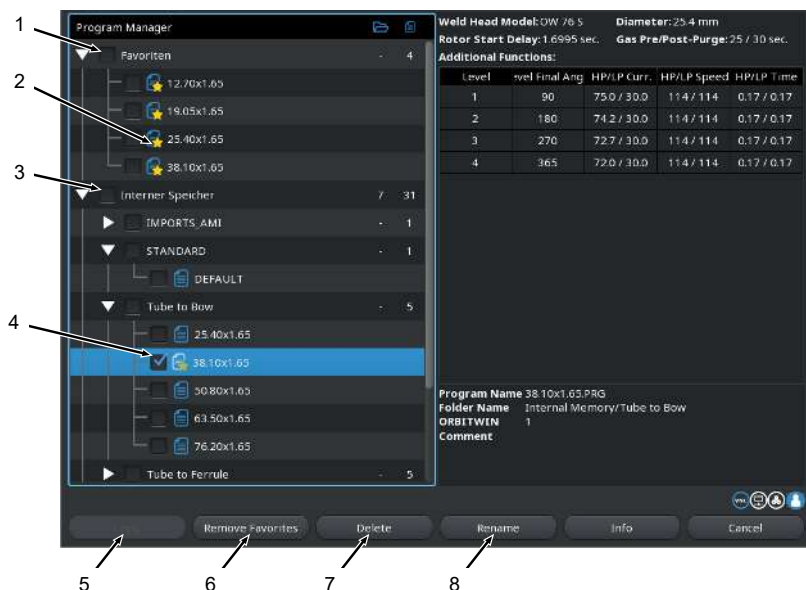 1
2
3
4
Program Manager
Favoriten - 4
12.70x1.65
19.05x1.65
25.40x1.65
38.10x1.65
Interner Speicher 7 31
IMPORTS_AMI - 1
STANDARD - 1
DEFAULT
Tube to Bow - 5
25.40x1.65
38.10x1.65
50.80x1.65
63.50x1.65
76.20x1.65
Tube to Ferrule - 5
Weld Head Model: OW 76 S Diameter: 25.4 mm
Rotor Start Delay: 1.6995 sec. Gas Pre/Post-Purge: 25 / 30 sec.
Additional Functions:
Level evel Final Ang HP/LP Curr. HP/LP Speed HP/LP Time
1 90 75.0 / 30.0 114 / 114 0.17 / 0.17
2 180 74.2 / 30.0 114 / 114 0.17 / 0.17
3 270 72.7 / 30.0 114 / 114 0.17 / 0.17
4 365 72.0 / 30.0 114 / 114 0.17 / 0.17
Program Name 38.10x1.65.PRG
Folder Name Internal Memory/Tube to Bow
ORBITWIN 1
Comment
Remove Favorites Delete Rename Info Cancel
5 6 7 8